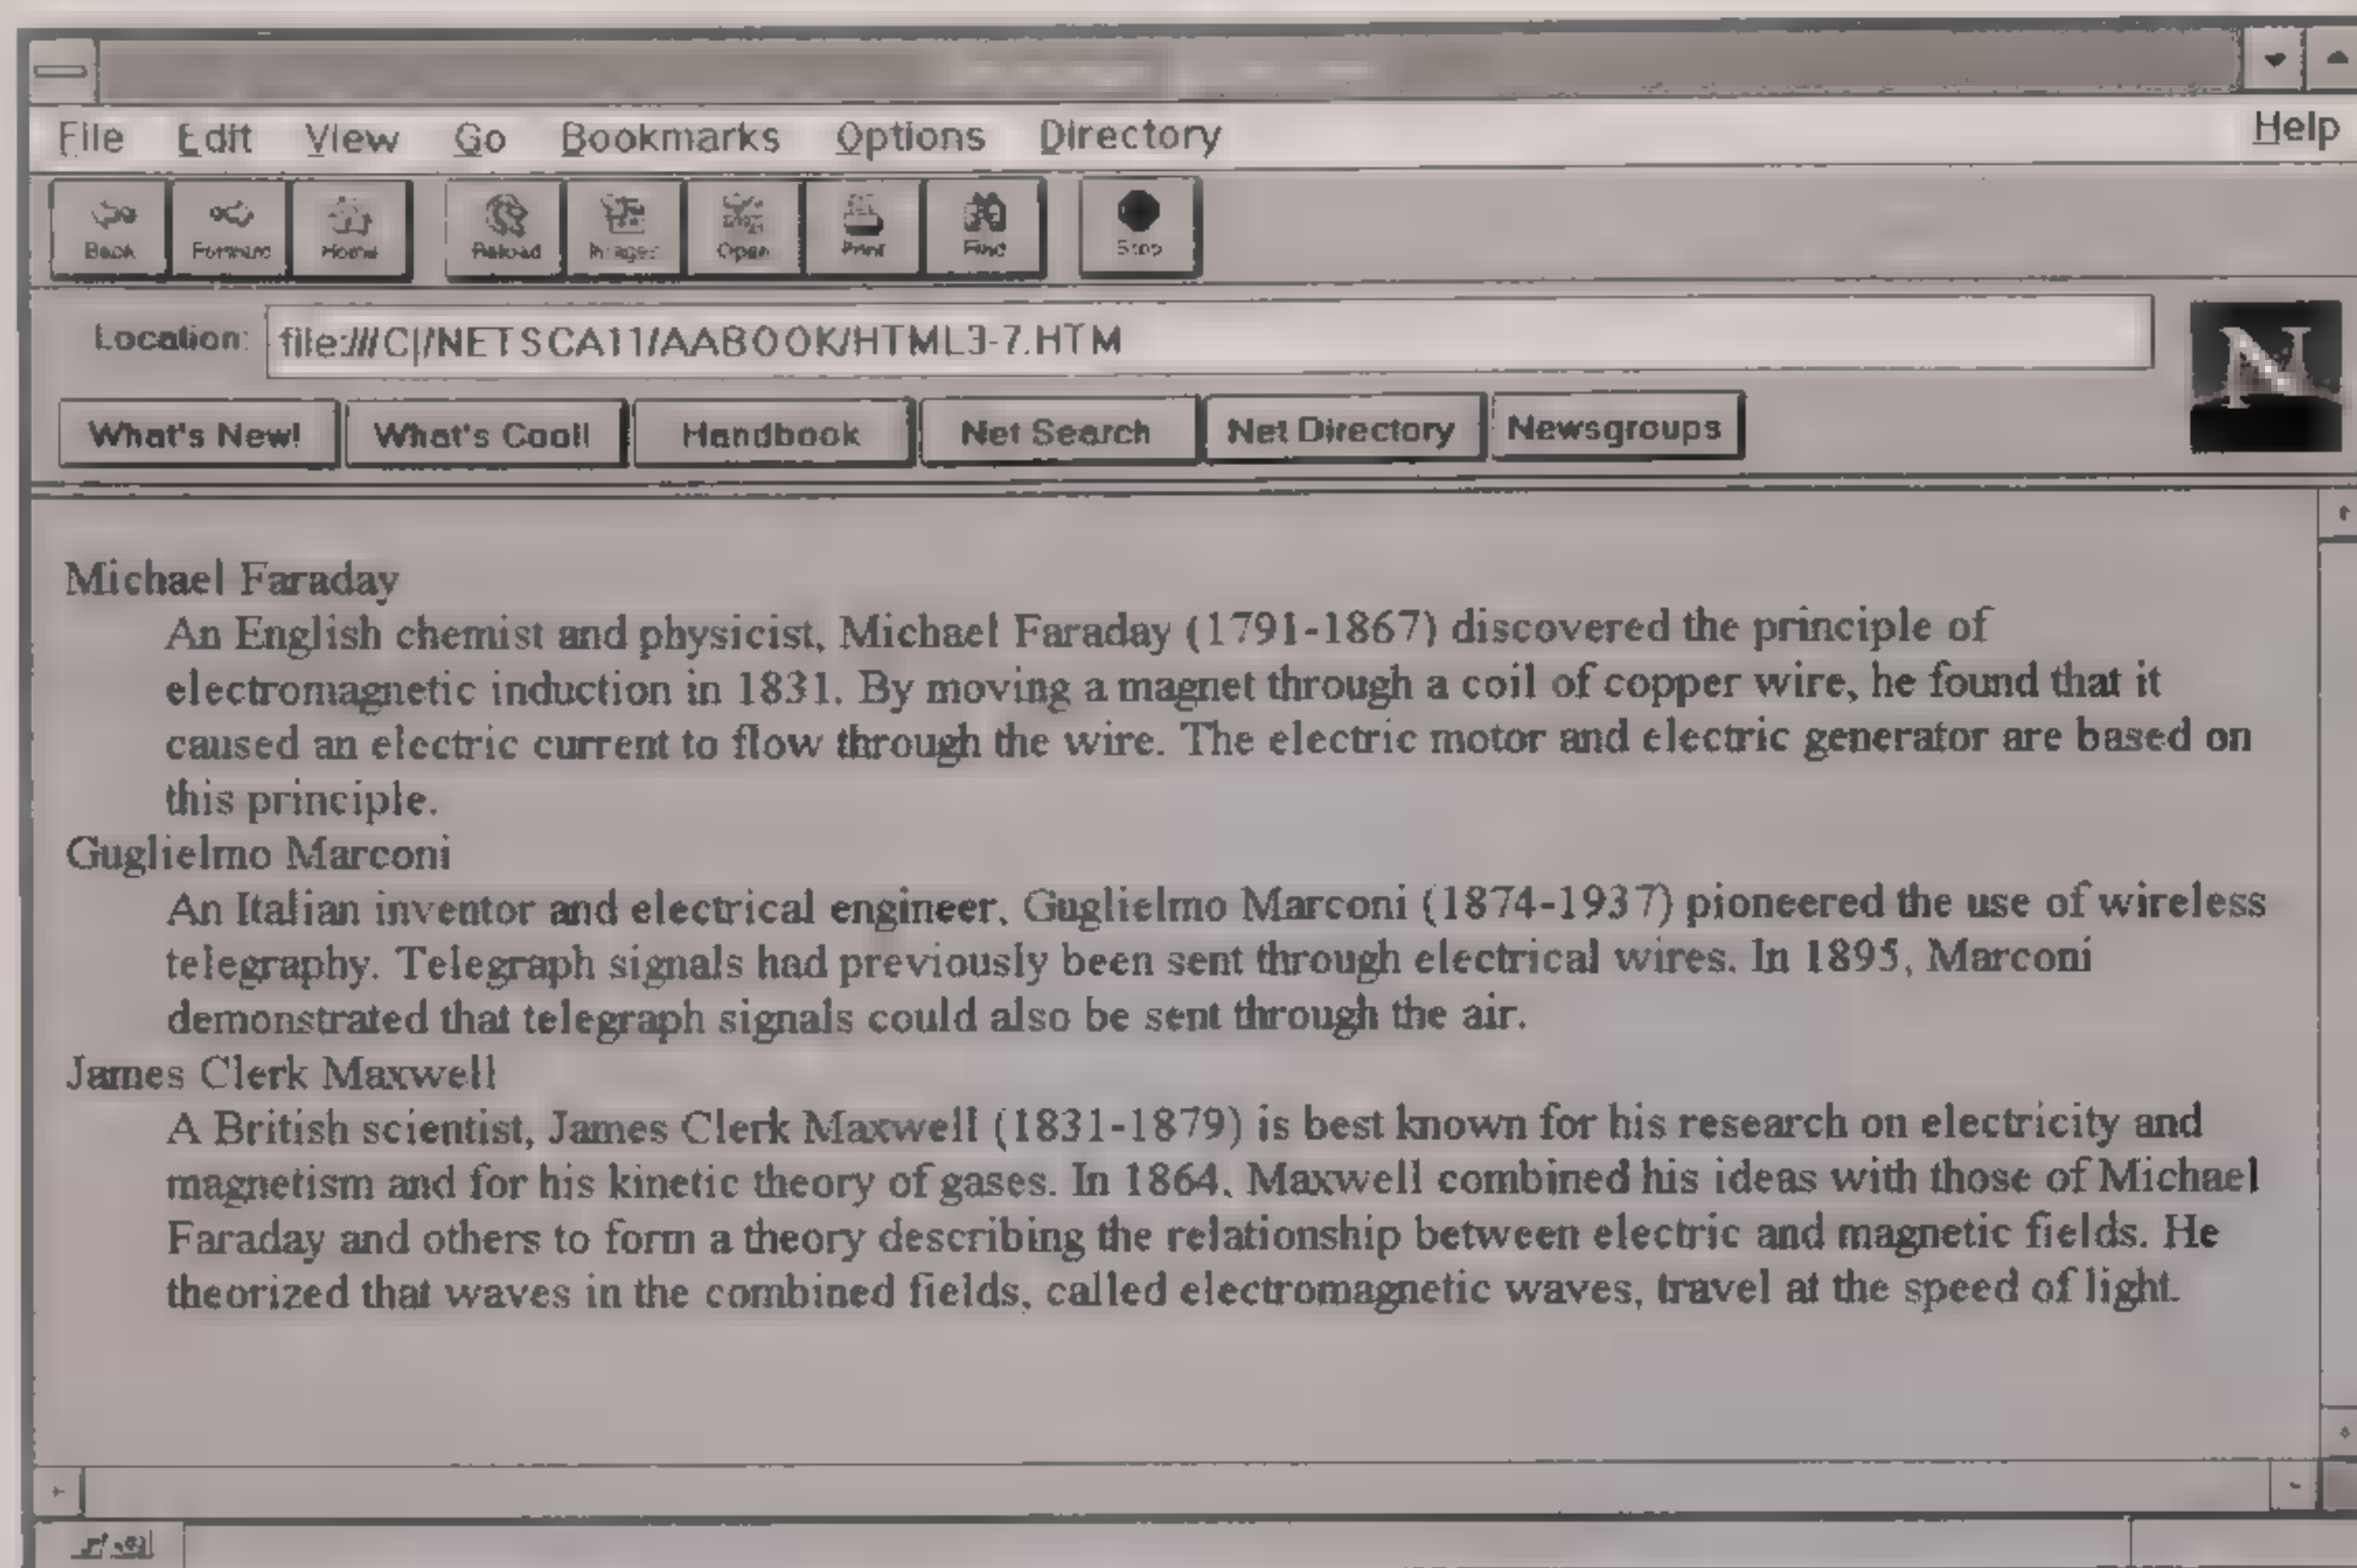 File Edit View Go Bookmarks Options Directory Help
Back Forward Home Reload Images Open Print Find Stop
Location: file:///C|/NETSCA11/AABOOK/HTML3-7.HTM
N
What's New! What's Cool! Handbook Net Search Net Directory Newsgroups
Michael Faraday
An English chemist and physicist, Michael Faraday (1791-1867) discovered the principle of
electromagnetic induction in 1831. By moving a magnet through a coil of copper wire, he found that it
caused an electric current to flow through the wire. The electric motor and electric generator are based on
this principle.
Guglielmo Marconi
An Italian inventor and electrical engineer, Guglielmo Marconi (1874-1937) pioneered the use of wireless
telegraphy. Telegraph signals had previously been sent through electrical wires. In 1895, Marconi
demonstrated that telegraph signals could also be sent through the air.
James Clerk Maxwell
A British scientist, James Clerk Maxwell (1831-1879) is best known for his research on electricity and
magnetism and for his kinetic theory of gases. In 1864, Maxwell combined his ideas with those of Michael
Faraday and others to form a theory describing the relationship between electric and magnetic fields. He
theorized that waves in the combined fields, called electromagnetic waves, travel at the speed of light.